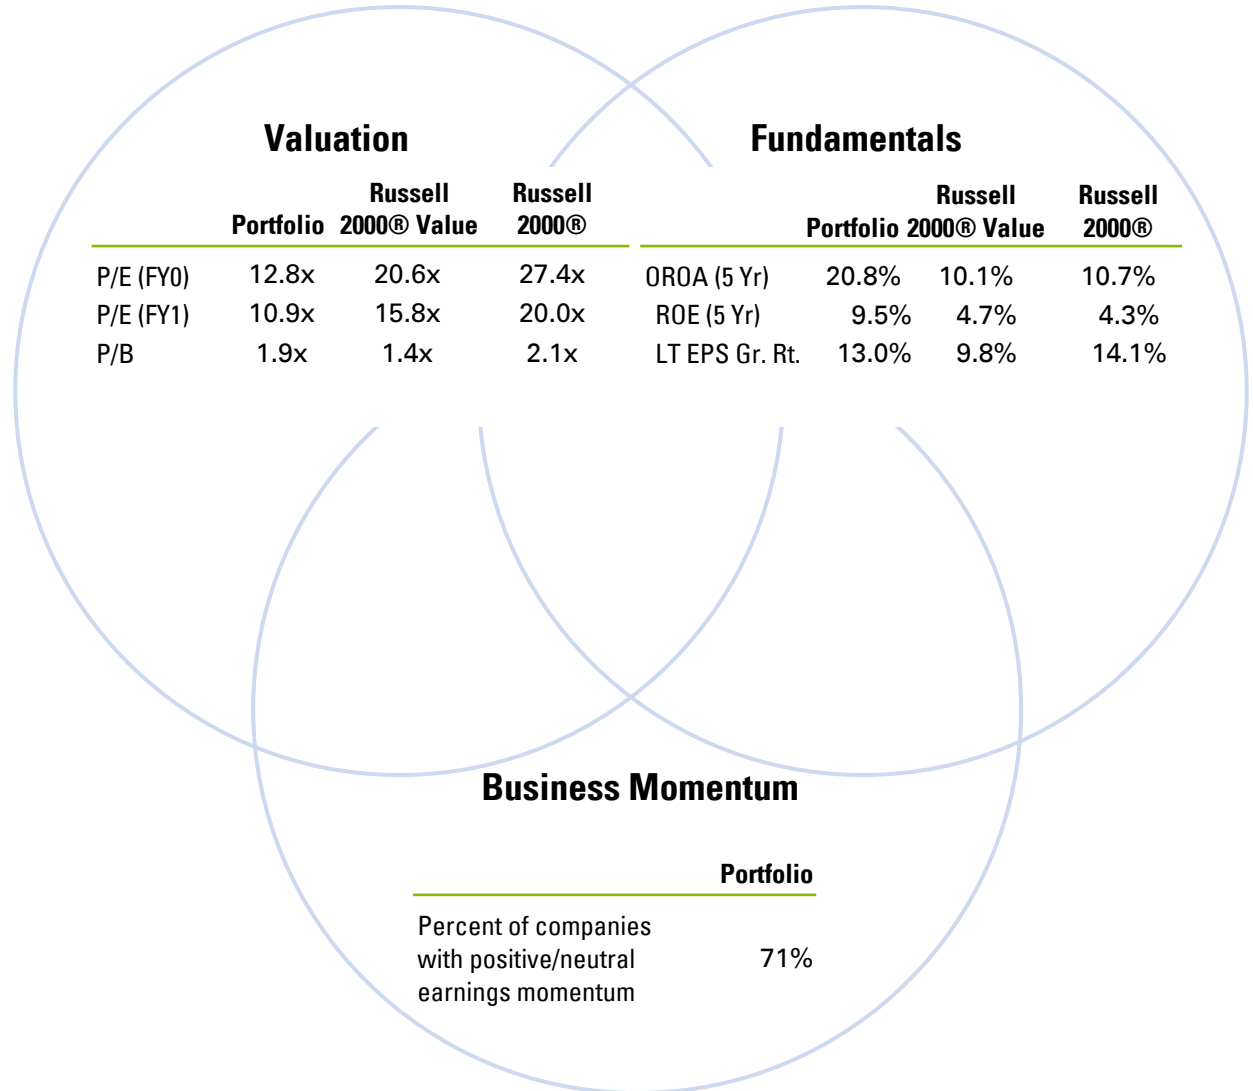 Valuation
Russell Russell
Portfolio 2000® Value 2000®
P/E (FY0) 12.8x 20.6x 27.4x
P/E (FY1) 10.9x 15.8x 20.0x
P/B 1.9x 1.4x 2.1x
Fundamentals
Russell Russell
Portfolio 2000® Value 2000®
OROA (5 Yr) 20.8% 10.1% 10.7%
ROE (5 Yr) 9.5% 4.7% 4.3%
LT EPS Gr. Rt. 13.0% 9.8% 14.1%
Business Momentum
Portfolio
Percent of companies
with positive/neutral 71%
earnings momentum